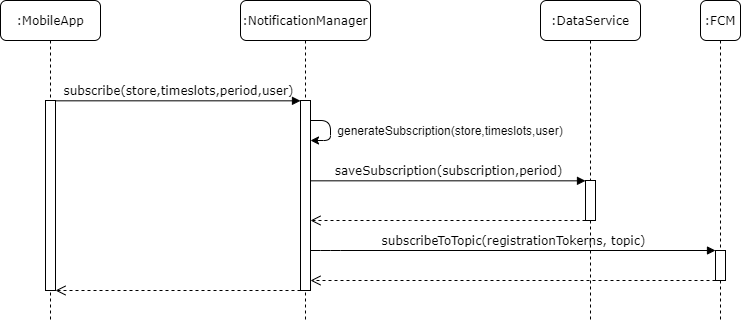 :MobileApp
:NotificationManager
:DataService
:FCM
subscribe(store,timeslots,period,user)
generateSubscription(store,timeslots,user)
saveSubscription(subscription,period)
subscribeToTopic(registrationTokerns, topic)